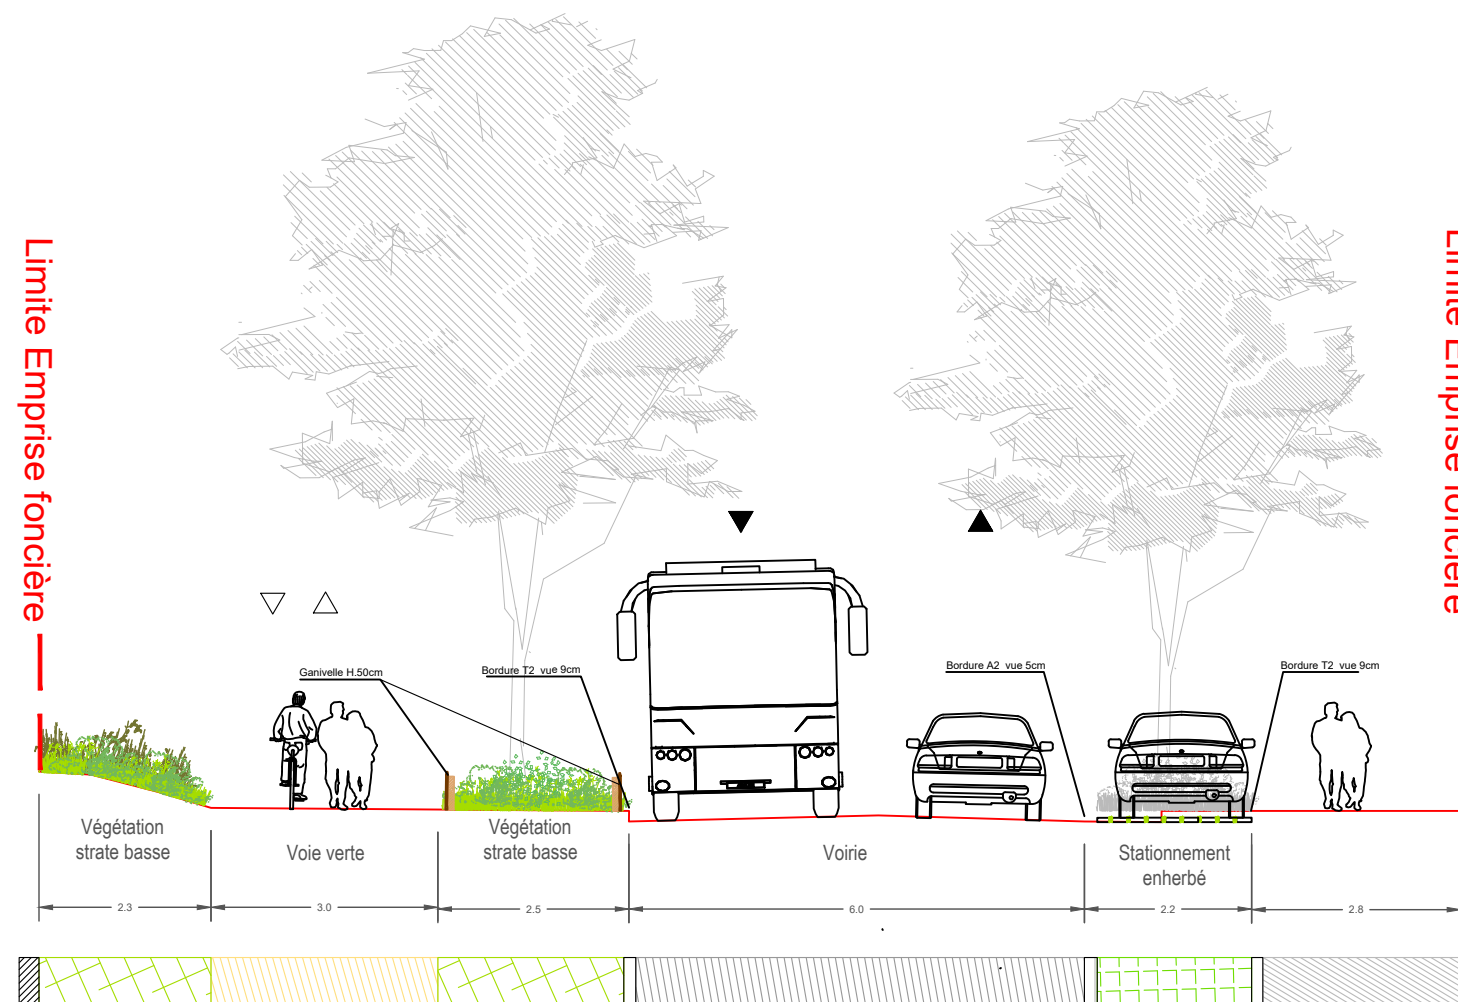 Limite Emprise foncière
Limite Emprise foncière
Ganivelle H.50cm
Bordure T2 vue 9cm
Bordure A2 vue 5cm
Bordure T2 vue 9cm
Végétation
strate basse
Voie verte
Végétation
strate basse
Voirie
Stationnement
enherbé
2.3
3.0
2.5
6.0
2.2
2.8